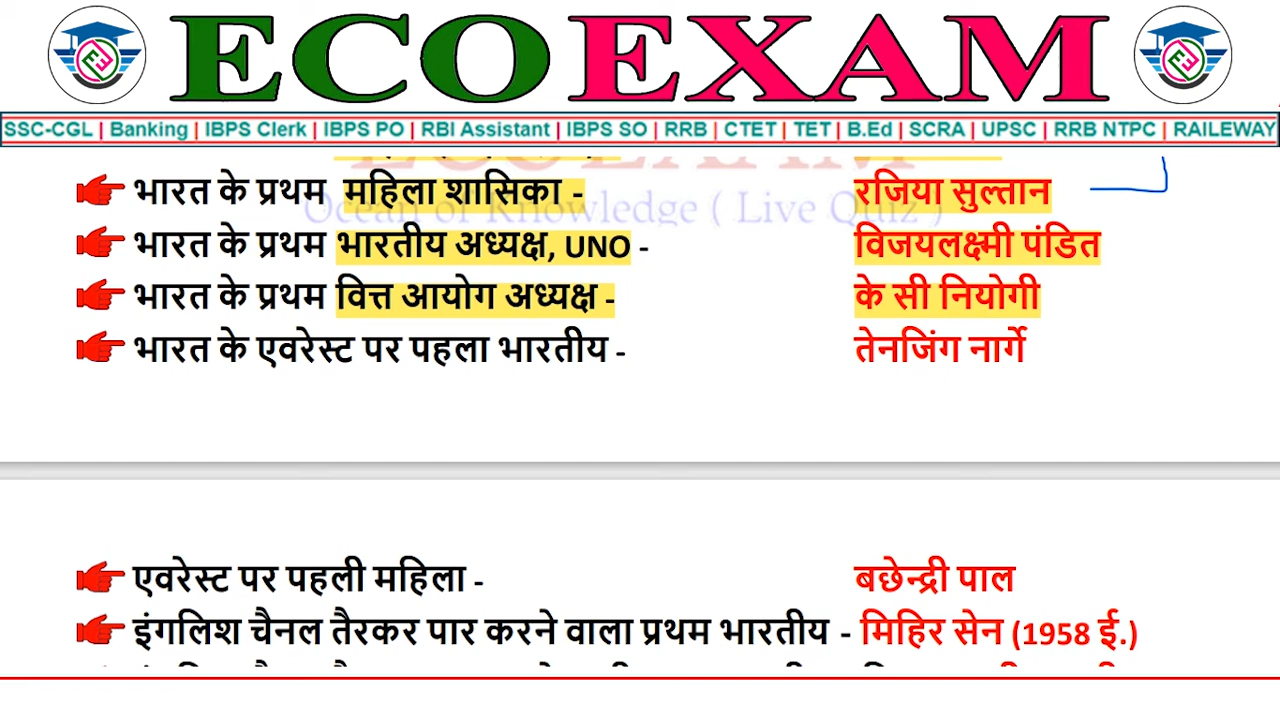 ECOEXAM
SSC-CGL | Banking | IBPS Clerk | IBPS PO | RBI Assistant | IBPS SO | RRB | CTET | TET | B.Ed | SCRA | UPSC | RRB NTPC | RAILEWAY
ECOEXAM
Ocean of Knowledge ( Live Quiz )
भारत के प्रथम महिला शासिका - रजिया सुल्तान
भारत के प्रथम भारतीय अध्यक्ष, UNO - विजयलक्ष्मी पंडित
भारत के प्रथम वित्त आयोग अध्यक्ष - के सी नियोगी
भारत के एवरेस्ट पर पहला भारतीय - तेनजिंग नार्गे
एवरेस्ट पर पहली महिला - बछेन्द्री पाल
इंगलिश चैनल तैरकर पार करने वाला प्रथम भारतीय - मिहिर सेन (1958 ई.)